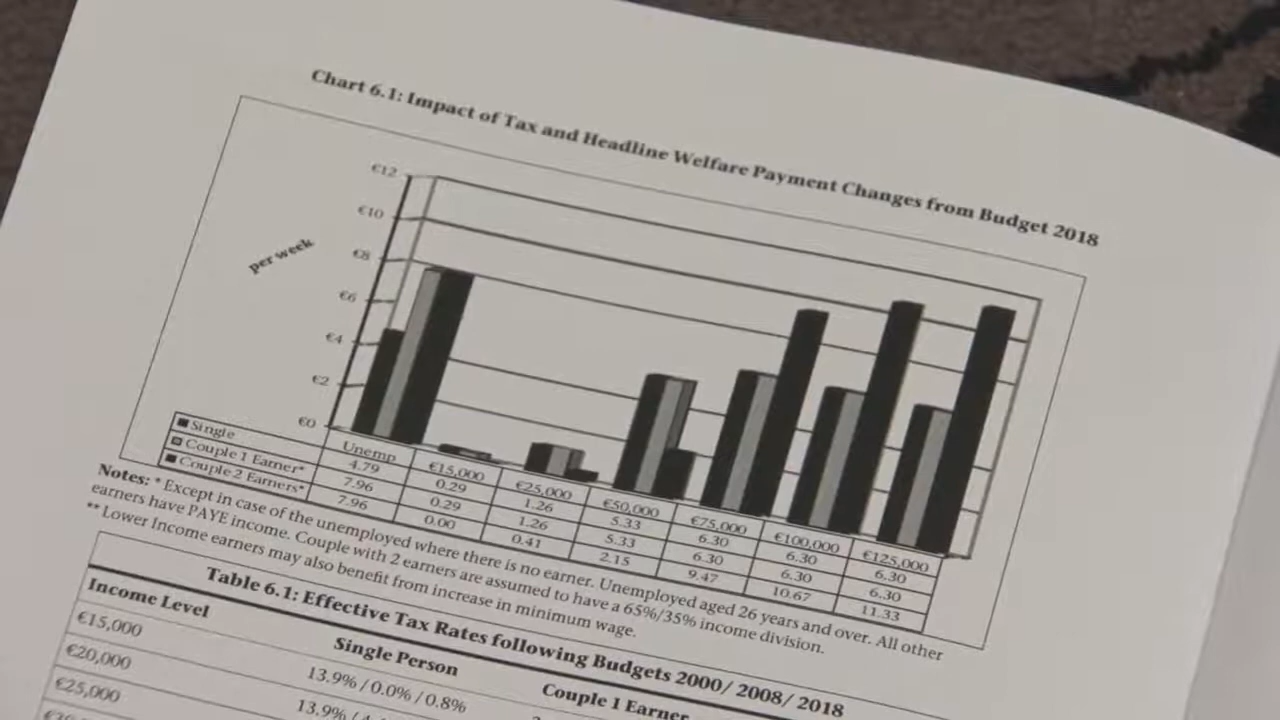 Chart 6.1: Impact of Tax and Headline Welfare Payment Changes from Budget 2018
€12
€10
€8
€6
€4
€2
€0
per week
Unemp €15,000 €25,000 €50,000 €75,000 €100,000 €125,000
Single 4.79 0.29 1.26 5.33 6.30 6.30 6.30
Couple 1 Earner* 7.96 0.29 1.26 5.33 6.30 6.30 6.30
Couple 2 Earners* 7.96 0.00 0.41 2.15 9.47 10.67 11.33
Notes: * Except in case of the unemployed where there is no earner. Unemployed aged 26 years and over. All other
earners have PAYE income. Couple with 2 earners are assumed to have a 65%/35% income division.
** Lower Income earners may also benefit from increase in minimum wage.
Table 6.1: Effective Tax Rates following Budgets 2000/ 2008/ 2018
Income Level Single Person Couple 1 Earner
€15,000 13.9% / 0.0% / 0.8%
€20,000 13.9%
€25,000